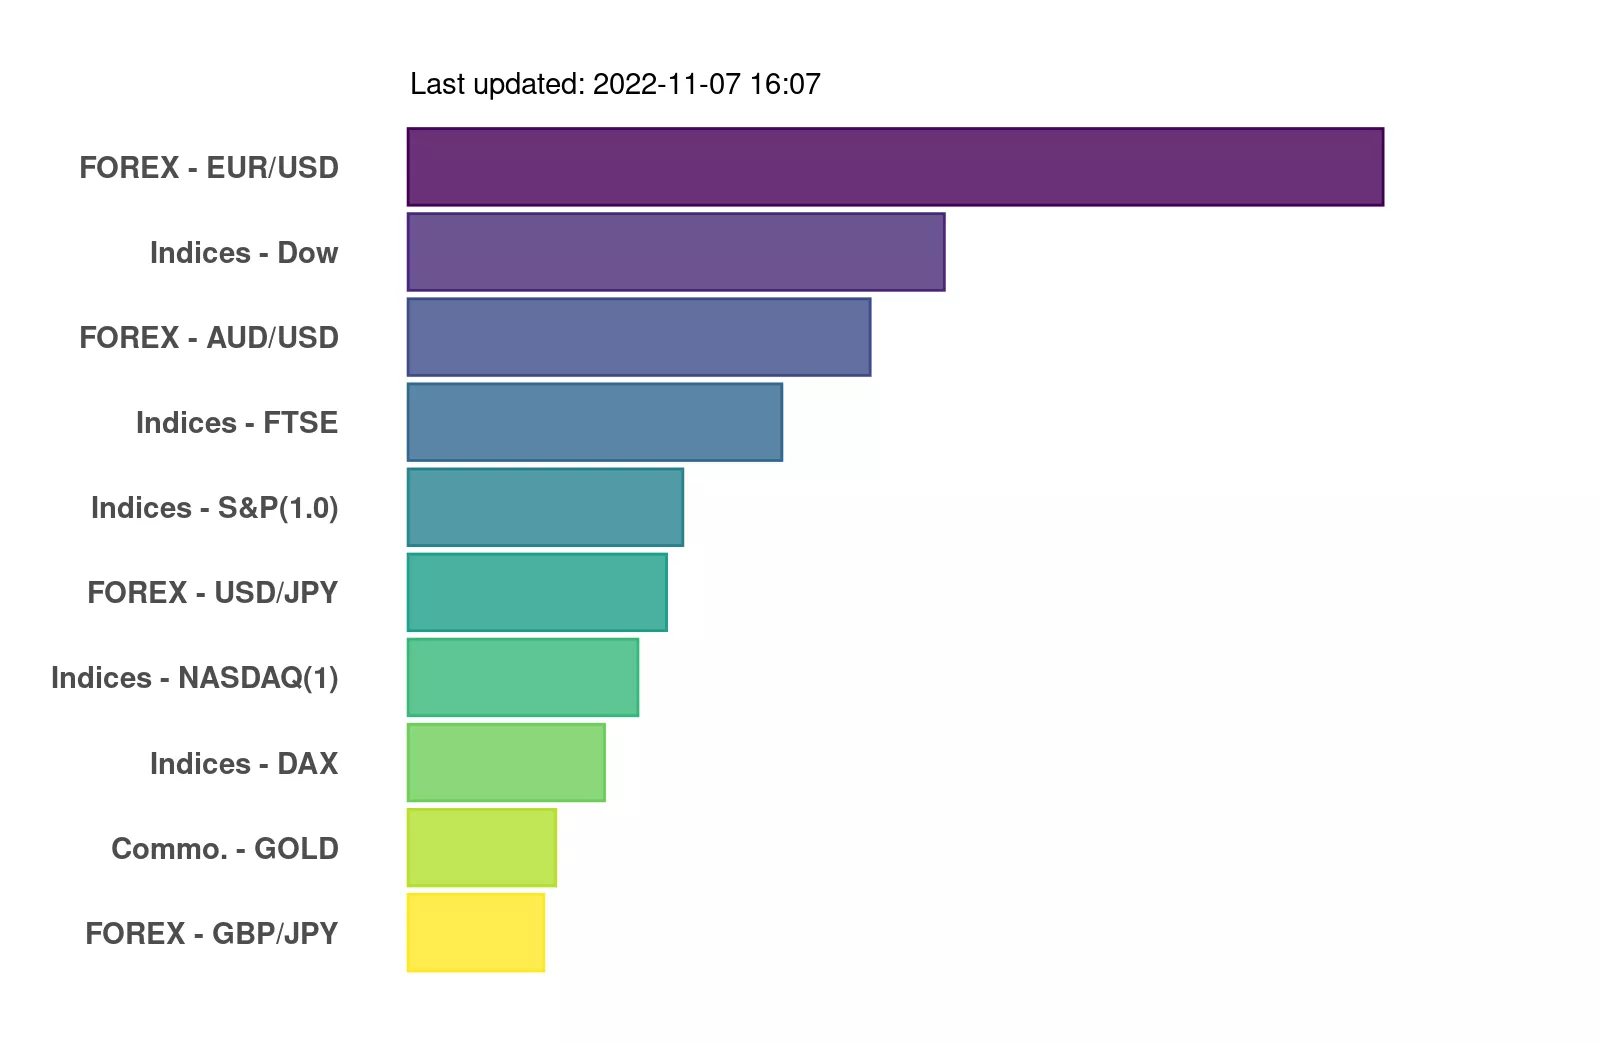 Last updated: 2022-11-07 16:07
FOREX - EUR/USD
Indices - Dow
FOREX - AUD/USD
Indices - FTSE
Indices - S&P(1.0)
FOREX - USD/JPY
Indices - NASDAQ(1)
Indices - DAX
Commo. - GOLD
FOREX - GBP/JPY